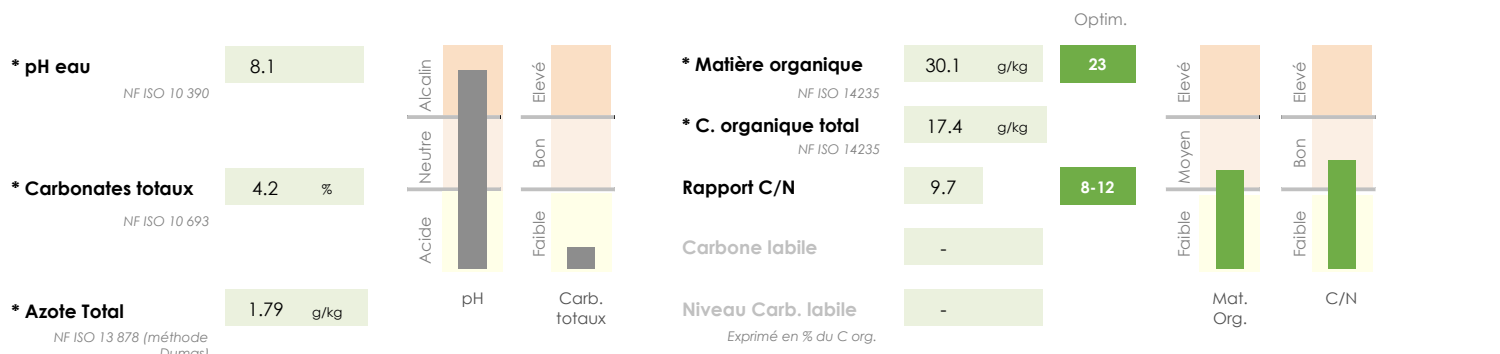 Optim.
* pH eau 8.1
NF ISO 10 390
Alcalin
Neutre
Acide
Elevé
Bon
Faible
* Carbonates totaux 4.2 %
NF ISO 10 693
* Azote Total 1.79 g/kg
NF ISO 13 878 (méthode
Dumas)
pH
Carb.
totaux
* Matière organique 30.1 g/kg 23
NF ISO 14235
* C. organique total 17.4 g/kg
NF ISO 14235
Rapport C/N 9.7 8-12
Carbone labile -
Niveau Carb. labile -
Exprimé en % du C org.
Elevé
Moyen
Faible
Elevé
Bon
Faible
Mat.
Org.
C/N